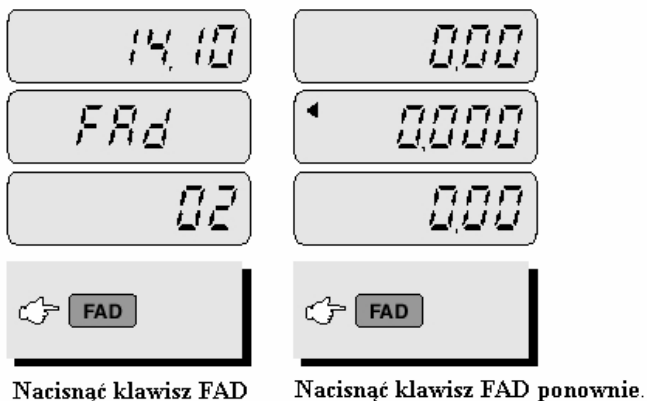 14,10 0,00
FAd 0,000
02 0,00
FAD FAD
Nacisnąć klawisz FAD Nacisnąć klawisz FAD ponownie.